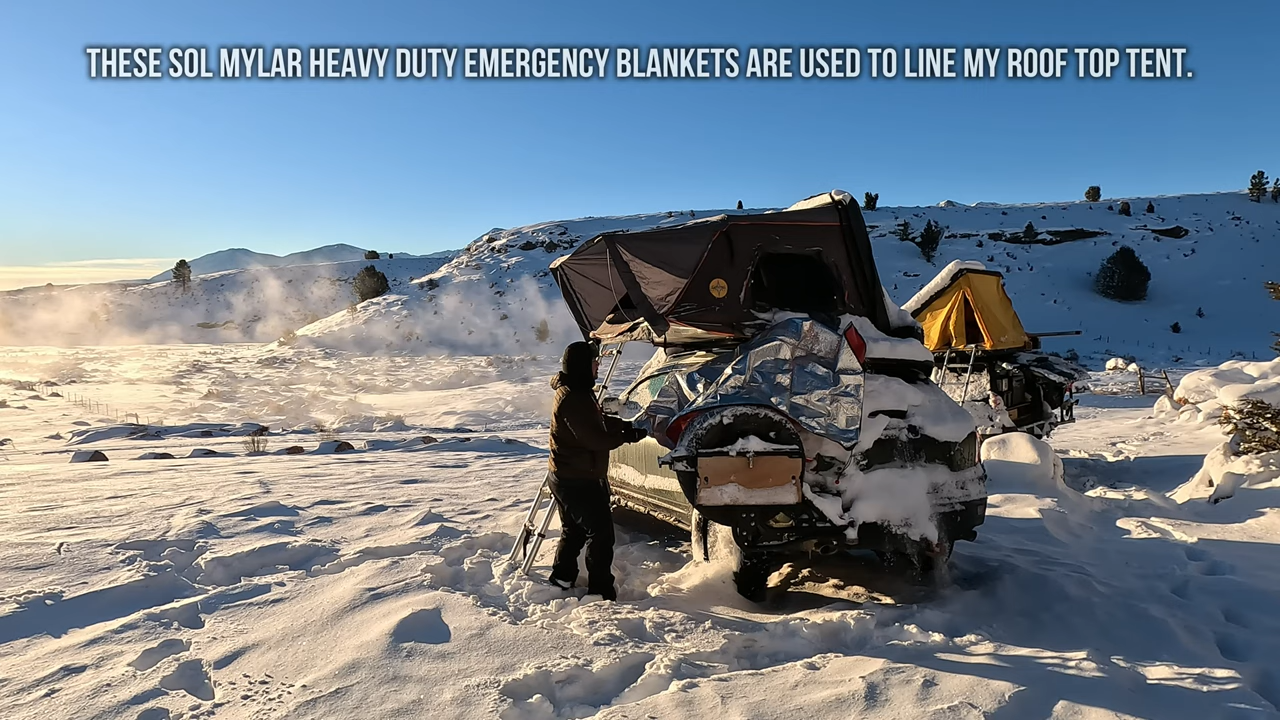 THESE SOL MYLAR HEAVY DUTY EMERGENCY BLANKETS ARE USED TO LINE MY ROOF TOP TENT.